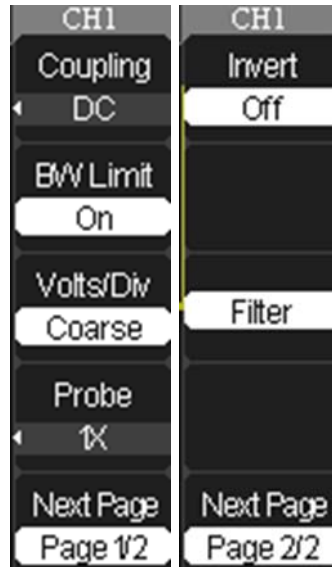 CH1
Coupling
DC
BW Limit
On
Volts/Div
Coarse
Probe
1X
Next Page
Page 1/2
CH1
Invert
Off
Filter
Next Page
Page 2/2